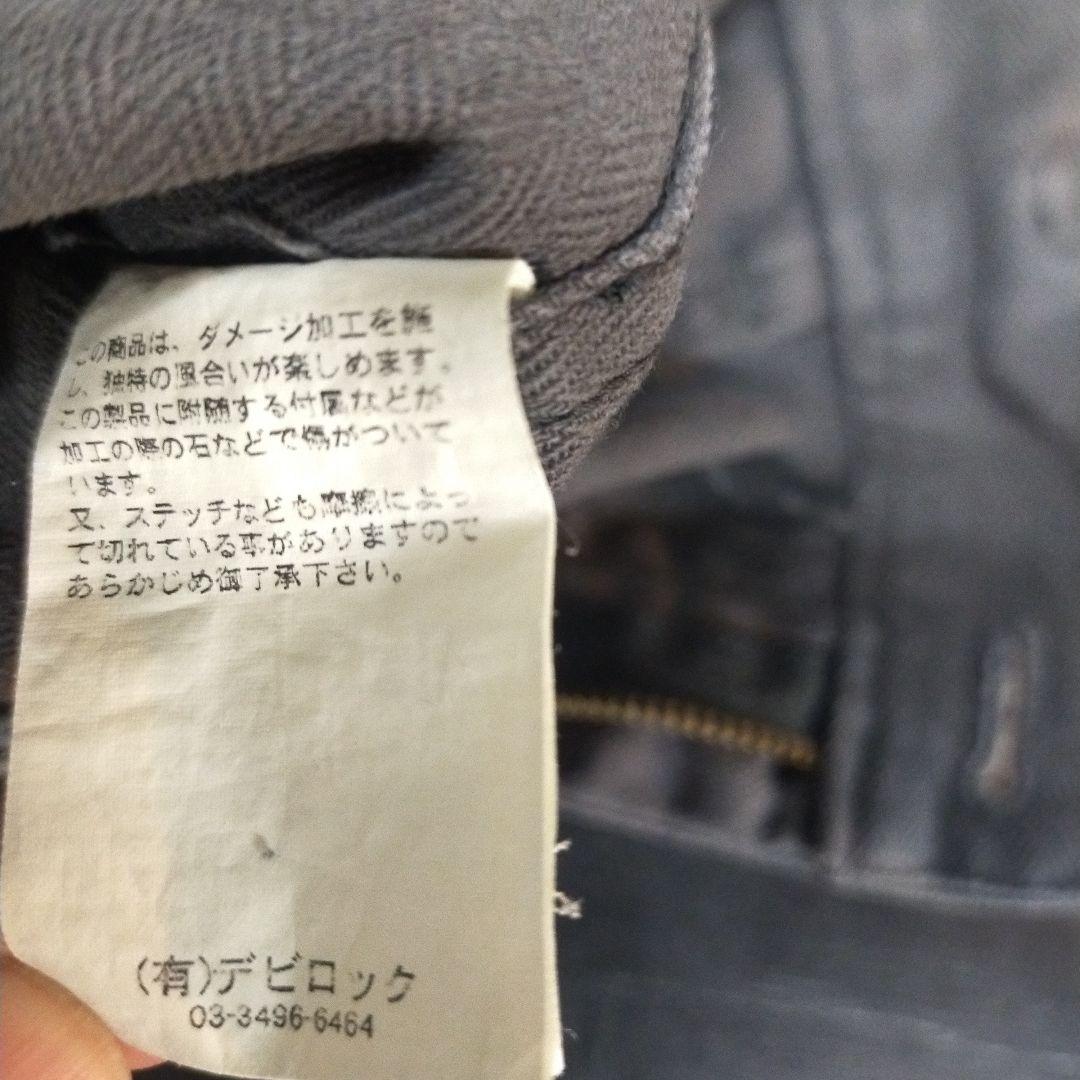 この商品は、ダメージ加工を施
し、独特の風合いが楽しめます。
この製品に附随する付属などが
加工の際の石などで傷がついて
います。
又、ステッチなども摩擦によっ
て切れている事がありますので
あらかじめ御了承下さい。
(有)デビロック
03-3496-6464